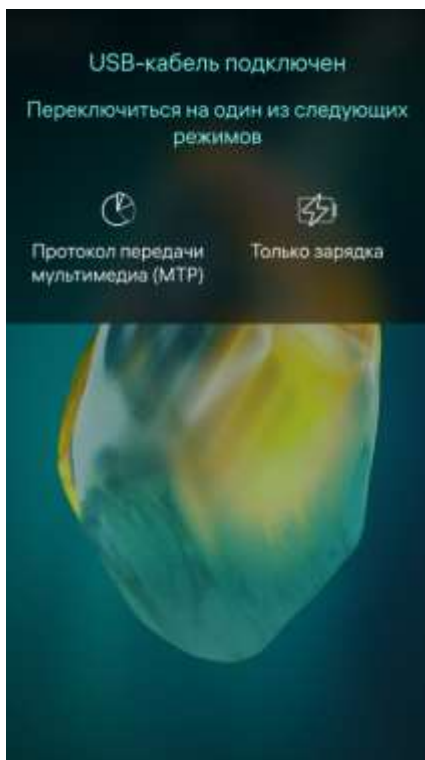 USB-кабель подключен
Переключиться на один из следующих
режимов
Протокол передачи
мультимедиа (MTP)
Только зарядка